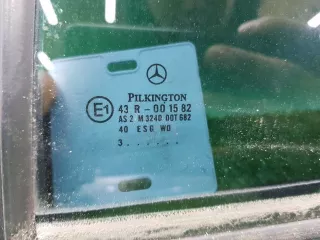 PILKINGTON
E1 43 R - 00 15 82
AS 2 M 3240 DOT 682
40 ESG WD
3 . . . . . .